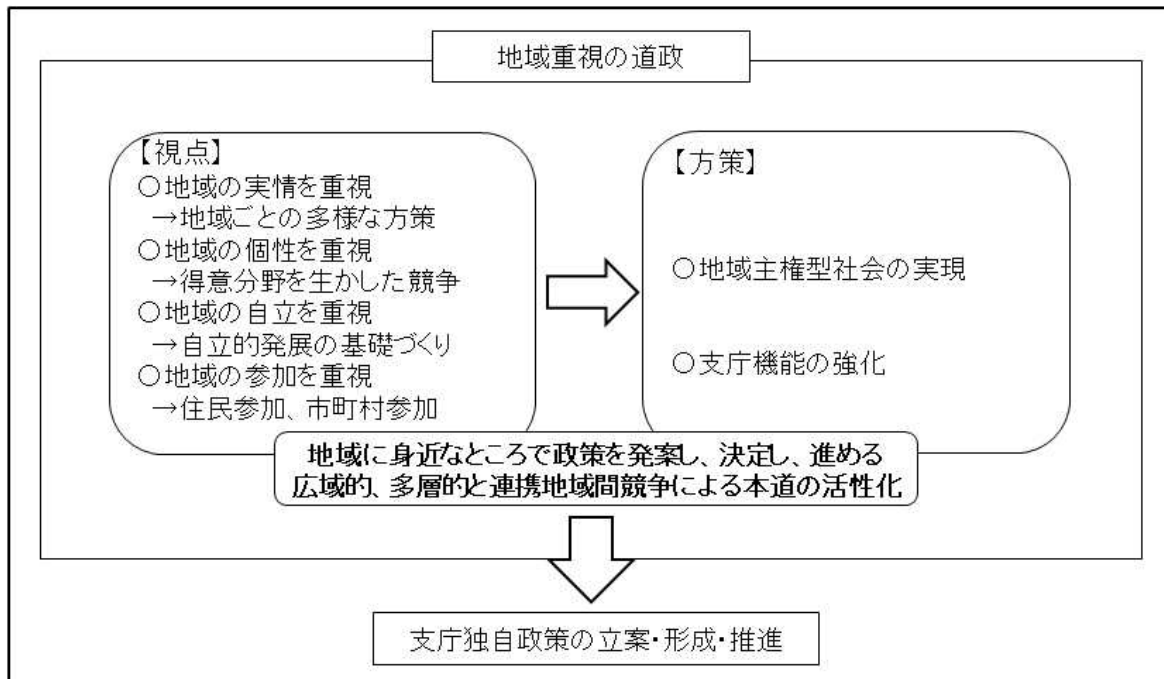 地域重視の道政
【視点】
○地域の実情を重視
→地域ごとの多様な方策
○地域の個性を重視
→得意分野を生かした競争
○地域の自立を重視
→自立的発展の基礎づくり
○地域の参加を重視
→住民参加、市町村参加
【方策】
○地域主権型社会の実現
○支庁機能の強化
地域に身近なところで政策を発案し、決定し、進める
広域的、多層的と連携地域間競争による本道の活性化
支庁独自政策の立案・形成・推進